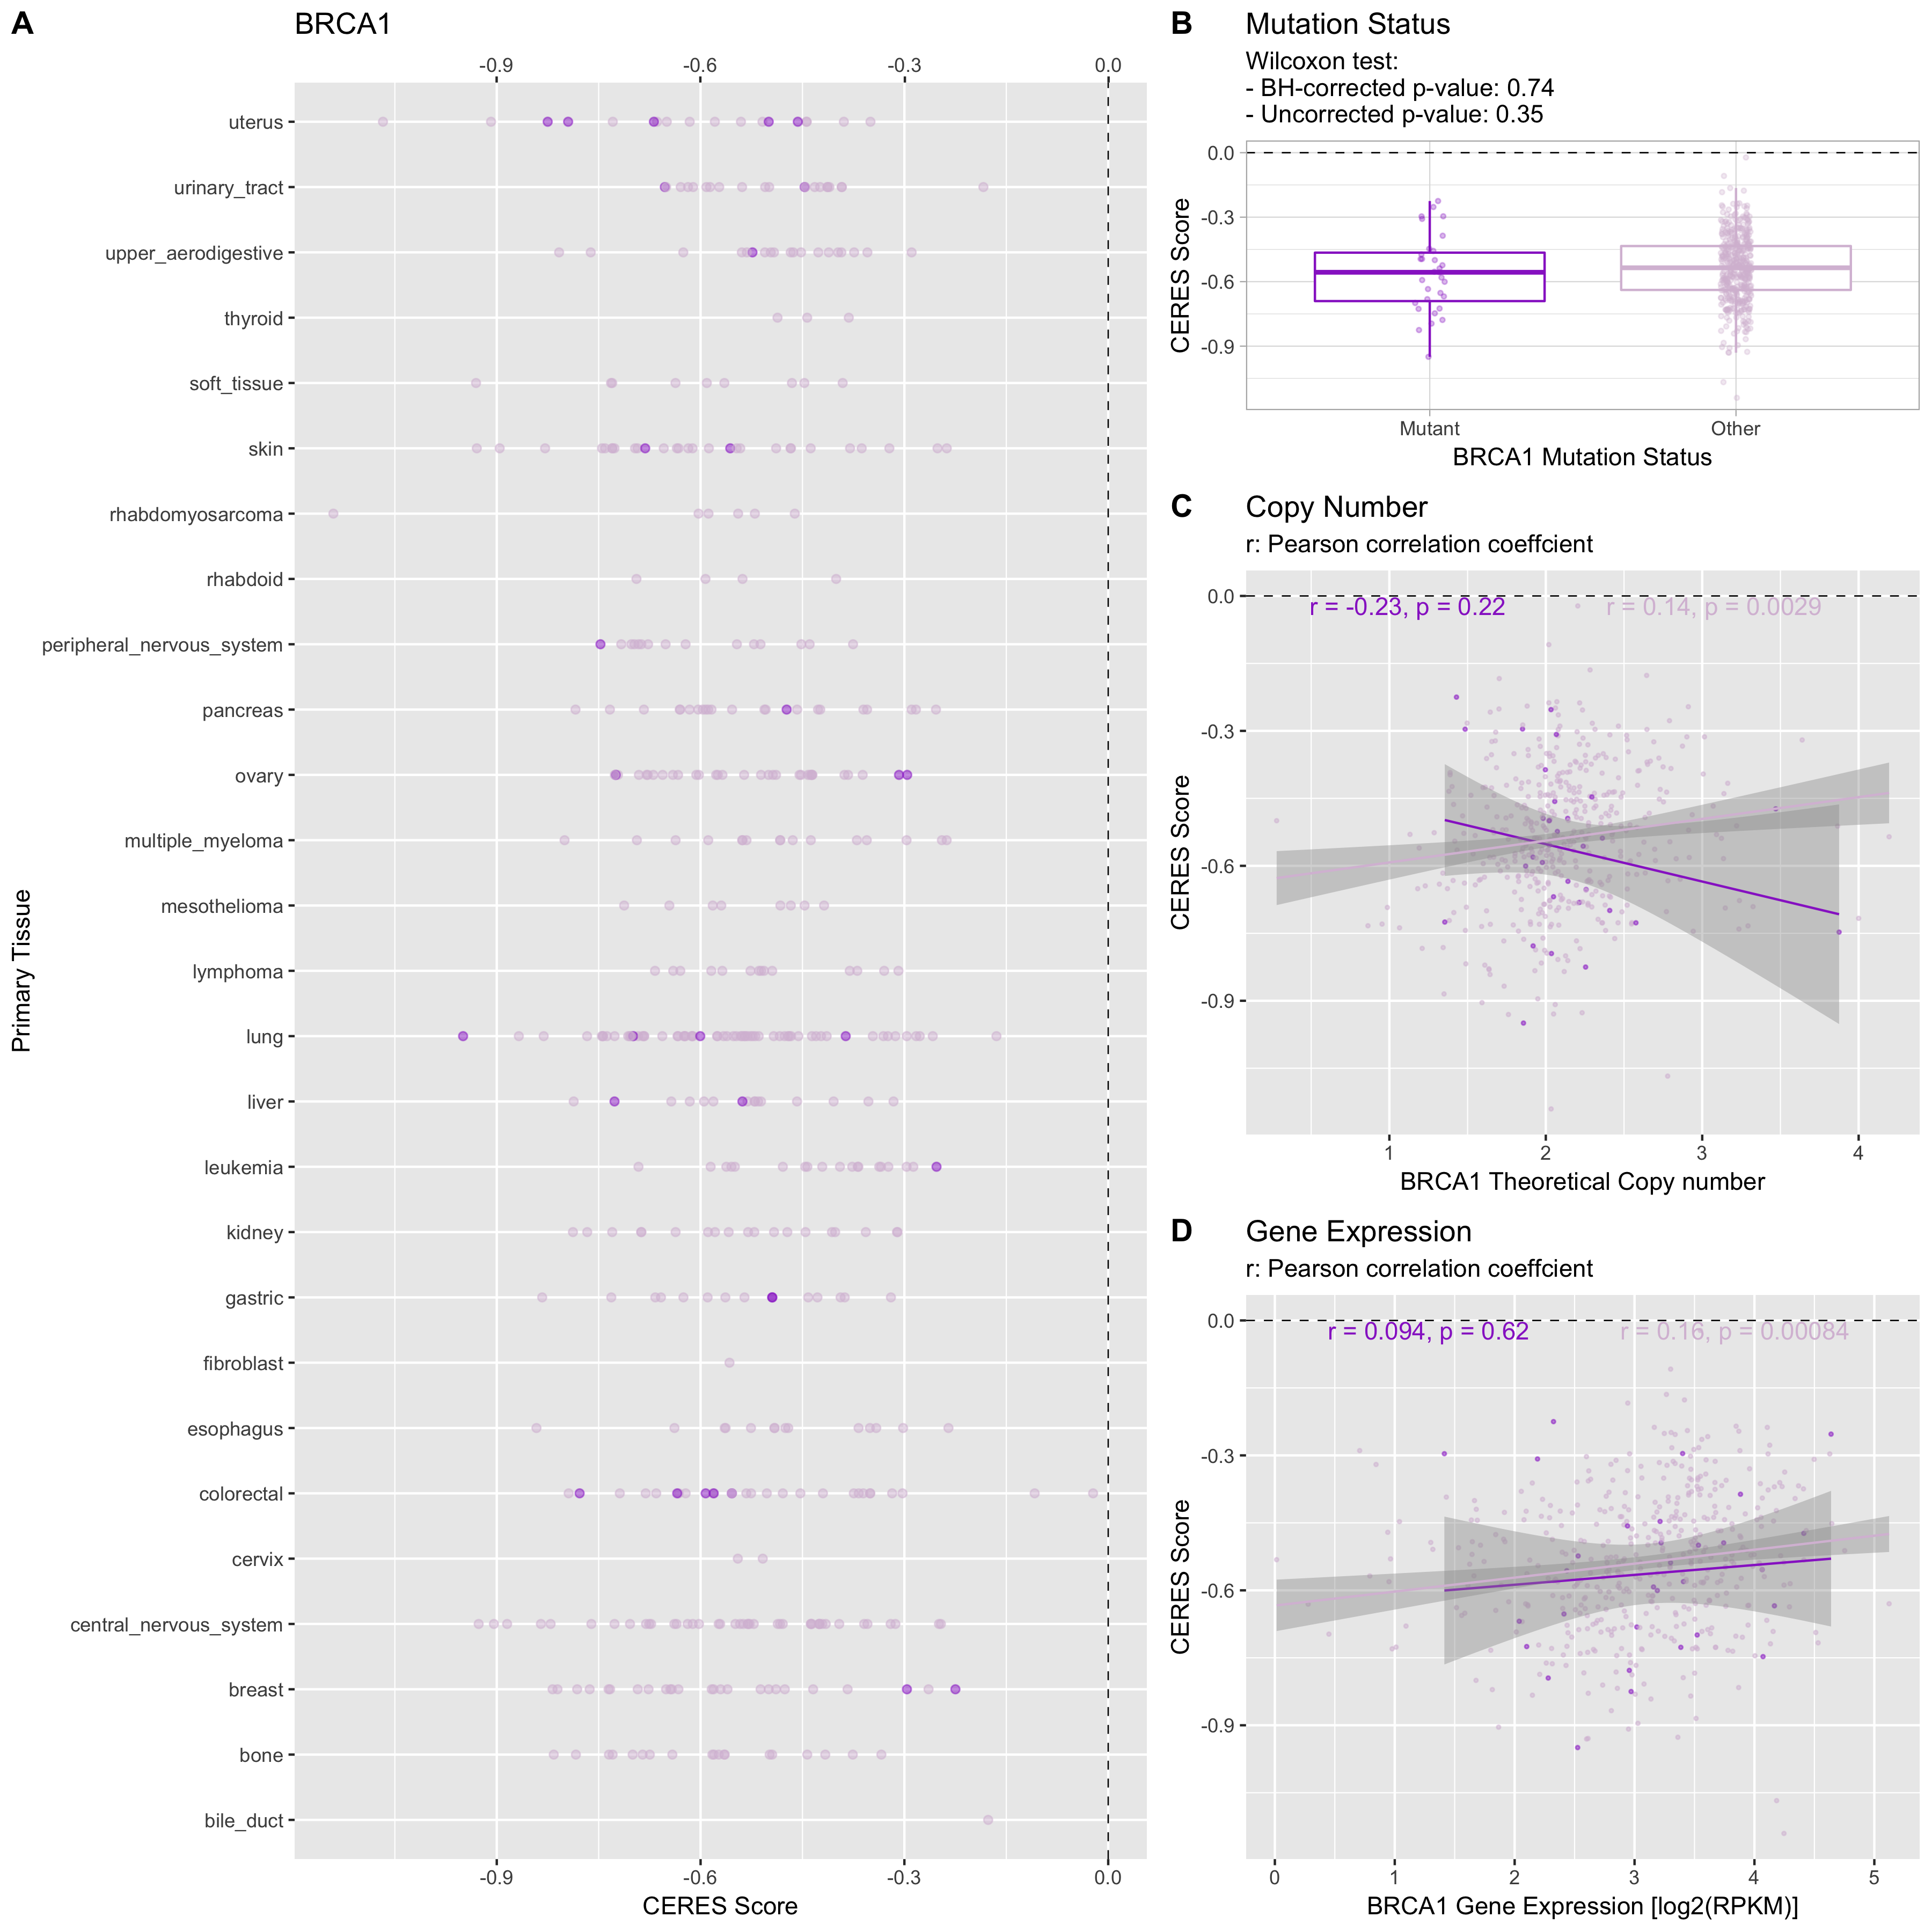 A
BRCA1
-0.9 -0.6 -0.3 0.0
Primary Tissue
uterus
urinary_tract
upper_aerodigestive
thyroid
soft_tissue
skin
rhabdomyosarcoma
rhabdoid
peripheral_nervous_system
pancreas
ovary
multiple_myeloma
mesothelioma
lymphoma
lung
liver
leukemia
kidney
gastric
fibroblast
esophagus
colorectal
cervix
central_nervous_system
breast
bone
bile_duct
-0.9 -0.6 -0.3 0.0
CERES Score
B
Mutation Status
Wilcoxon test:
- BH-corrected p-value: 0.74
- Uncorrected p-value: 0.35
CERES Score
0.0
-0.3
-0.6
-0.9
Mutant Other
BRCA1 Mutation Status
C
Copy Number
r: Pearson correlation coeffcient
r = -0.23, p = 0.22 r = 0.14, p = 0.0029
CERES Score
0.0
-0.3
-0.6
-0.9
1 2 3 4
BRCA1 Theoretical Copy number
D
Gene Expression
r: Pearson correlation coeffcient
r = 0.094, p = 0.62 r = 0.16, p = 0.00084
CERES Score
0.0
-0.3
-0.6
-0.9
0 1 2 3 4 5
BRCA1 Gene Expression [log2(RPKM)]